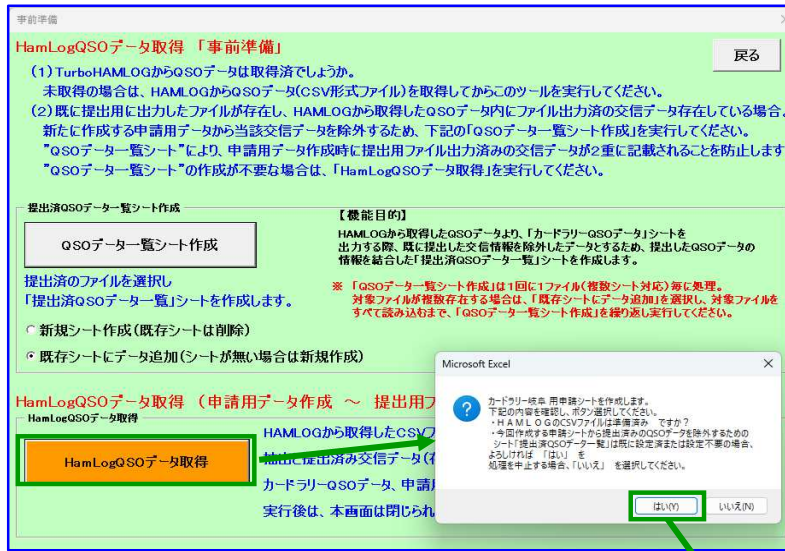 事前準備
HamLogQSOデータ取得 「事前準備」
戻る
(1)TurboHAMLOGからQSOデータは取得済でしょうか。
未取得の場合は、HAMLOGからQSOデータ(CSV形式ファイル)を取得してからこのツールを実行してください。
(2)既に提出用に出力したファイルが存在し、HAMLOGから取得したQSOデータ内にファイル出力済の交信データ存在している場合。
新たに作成する申請用データから当該交信データを除外するため、下記の「QSOデーター覧シート作成」を実行してください。
”QSOデーター覧シート”により、申請用データ作成時に提出用ファイル出力済みの交信データが2重に記載されることを防止します
”QSOデーター覧シート”の作成が不要な場合は、「HamLogQSOデータ取得」を実行してください。
提出済QSOデーター覧シート作成
QSOデーター覧シート作成
【機能目的】
HAMLOGから取得したQSOデータより、「カードラリーQSOデータ」シートを
出力する際、既に提出した交信情報を除外したデータとするため、提出したQSOデータの
情報を結合した「提出済QSOデーター覧」シートを作成します。
提出済のファイルを選択し
「提出済QSOデーター覧」シートを作成します。
※ 「QSOデーター覧シート作成」は1回に1ファイル(複数シート対応)毎に処理。
対象ファイルが複数存在する場合は、「既存シートにデータ追加」を選択し、対象ファイルを
すべて読み込むまで、「QSOデーター覧シート作成」を繰り返し実行してください。
新規シート作成(既存シートは削除)
既存シートにデータ追加(シートが無い場合は新規作成)
HamLogQSOデータ取得 (申請用データ作成 ～ 提出用フ
HamLogQSOデータ取得
HamLogQSOデータ取得
HAMLOGから取得したCSVフ
抽出と提出済み交信データ(
カードラリーQSOデータ、申請
実行後は、本画面は閉じられ
Microsoft Excel
カードラリー岐阜 用申請シートを作成します。
下記の内容を確認し、ボタン選択してください。
・HAMLOGのCSVファイルは準備済み ですか？
・今回作成する申請シートから提出済みのQSOデータを除外するための
シート「提出済QSOデーター覧」は既に設定済または設定不要の場合、
よろしければ 「はい」 を
処理を中止する場合、「いいえ」 を選択してください。
はい(Y)
いいえ(N)